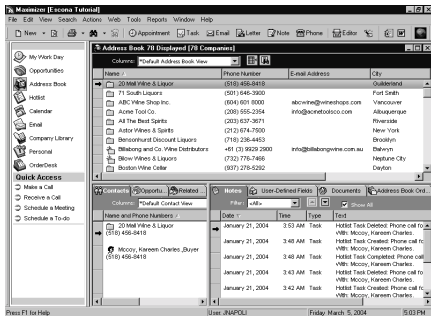 Maximizer [Escona Tutorial]
File Edit View Search Actions Web Tools Reports Window Help
New Appointment Task Email Letter Note Phone Editor
My Work Day
Opportunities
Address Book
Hotlist
Calendar
Email
Company Library
Personal
OrderDesk
Quick Access
Make a Call
Receive a Call
Schedule a Meeting
Schedule a To-do
Address Book 78 Displayed [78 Companies]
Columns: *Default Address Book View
Name Phone Number E-mail Address City
20 Mall Wine & Liquor (518) 456-8418 Guilderland
71 South Liquors (501) 646-3900 Fort Smith
ABC Wine Shop Inc. (604) 601 8000 abcwine@wineshops.com Vancouver
Acme Tool Co. (208) 555-2354 info@acmetoolsco.com Albuquerque
All The Best Spirits (203) 637-3671 Riverside
Astor Wines & Spirits (212) 674-7500 New York
Bensonhurst Discount Liquors (718) 236-4453 Brooklyn
Billabong and Co. Wine Distributors +61 (3) 9929 2900 info@billabongwine.com.au Belwyn
Bilow Wines & Liquors (732) 776-7466 Neptune City
Boston Wine Cellar (937) 278-5292 Dayton
Contacts Opportu... Related ...
Columns: *Default Contact View
Name and Phone Numbers
20 Mall Wine & Liquor
(518) 456-8418
Mccoy, Kareem Charles ,Buyer
(518) 456-8418
Notes User-Defined Fields Documents Address Book Ord...
Filter: <All> Show All
Date Time Type Text
January 21, 2004 3:53 AM Task Hotlist Task Deleted: Phone call fo
With: Mccoy, Kareem Charles.
January 21, 2004 3:48 AM Task Hotlist Task Changed: Phone call fo
With: Mccoy, Kareem Charles.
January 21, 2004 3:48 AM Task Hotlist Task Completed: Phone call
With: Mccoy, Kareem Charles.
January 21, 2004 3:43 AM Task Hotlist Task Deleted: Phone call fo
With: Mccoy, Kareem Charles.
January 21, 2004 3:42 AM Task Hotlist Task Deleted: Phone call fo
With: Mccoy, Kareem Charles.
Press F1 for Help User: JNAPOLI Friday March 5, 2004 5:03 PM